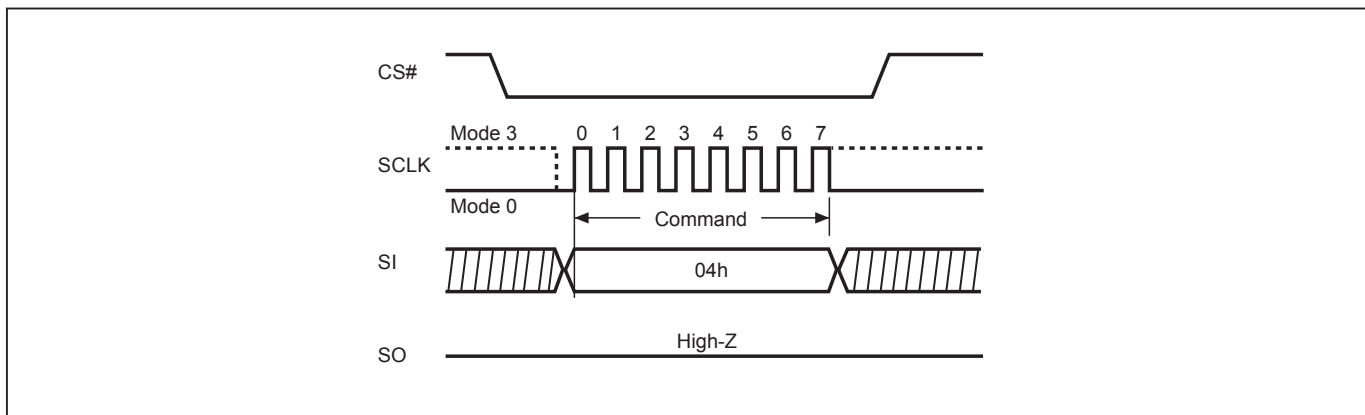 CS#
Mode 3
0 1 2 3 4 5 6 7
SCLK
Mode 0
Command
SI
04h
High-Z
SO